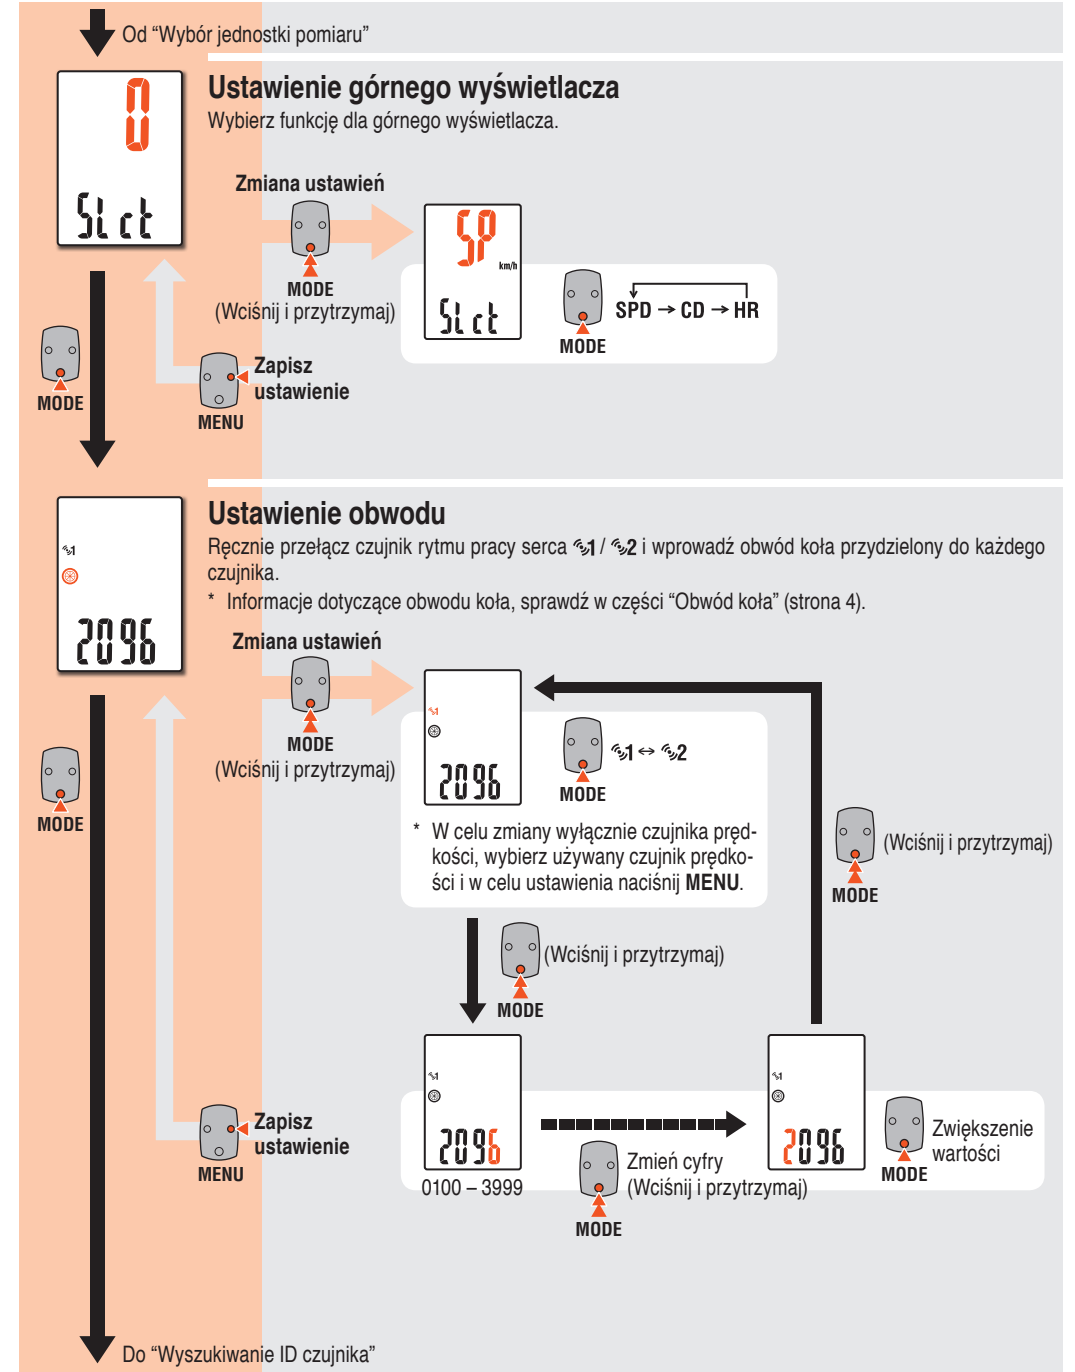 Od “Wybór jednostki pomiaru”
Ustawienie górnego wyświetlacza
Wybierz funkcję dla górnego wyświetlacza.
0
Slct
Zmiana ustawień
MODE
(Wciśnij i przytrzymaj)
SP
km/h
Slct
MODE
SPD → CD → HR
MODE
Zapisz
ustawienie
MENU
Ustawienie obwodu
Ręcznie przełącz czujnik rytmu pracy serca 1 / 2 i wprowadź obwód koła przydzielony do każdego
czujnika.
* Informacje dotyczące obwodu koła, sprawdź w części “Obwód koła” (strona 4).
1
2096
Zmiana ustawień
MODE
(Wciśnij i przytrzymaj)
1
2096
MODE
1 ↔ 2
MODE
* W celu zmiany wyłącznie czujnika pręd-
kości, wybierz używany czujnik prędko-
ści i w celu ustawienia naciśnij MENU.
(Wciśnij i przytrzymaj)
MODE
(Wciśnij i przytrzymaj)
MODE
Zapisz
ustawienie
MENU
1
2096
0100 – 3999
Zmień cyfry
(Wciśnij i przytrzymaj)
MODE
1
2096
Zwiększenie
wartości
MODE
Do “Wyszukiwanie ID czujnika”